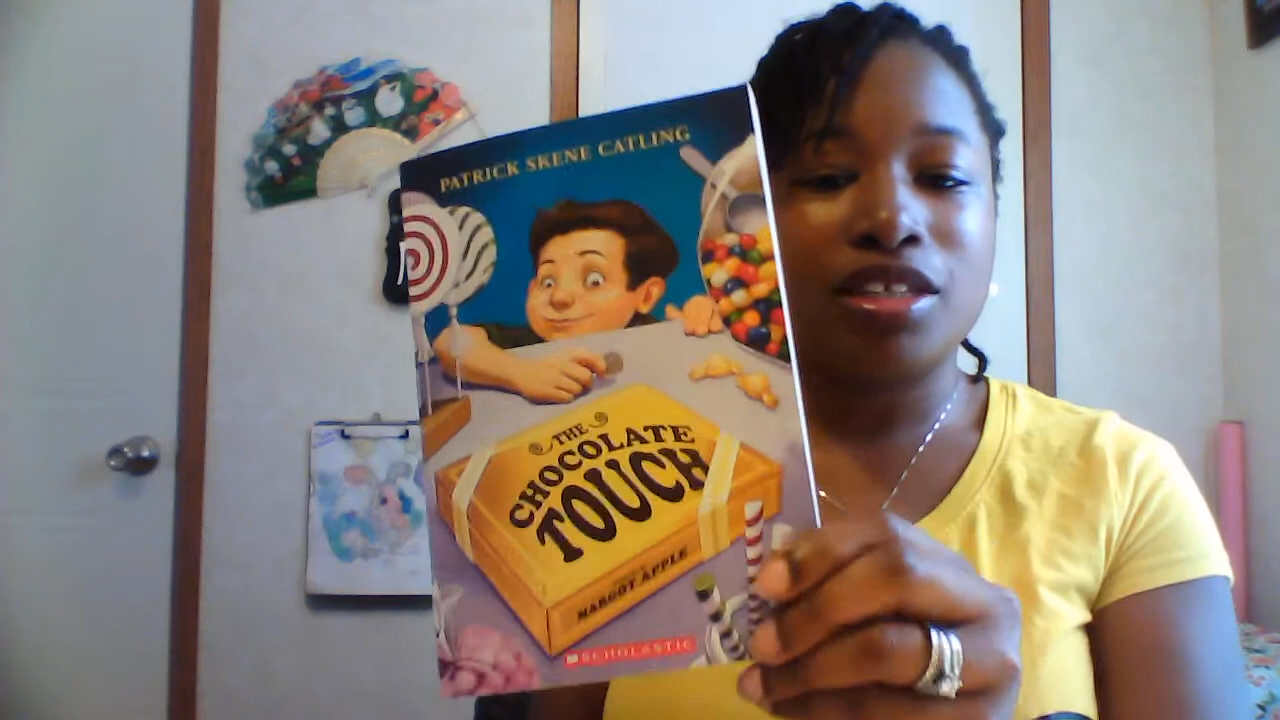 PATRICK SKENE CATLING
THE
CHOCOLATE
TOUCH
MARGOT APPLE
SCHOLASTIC